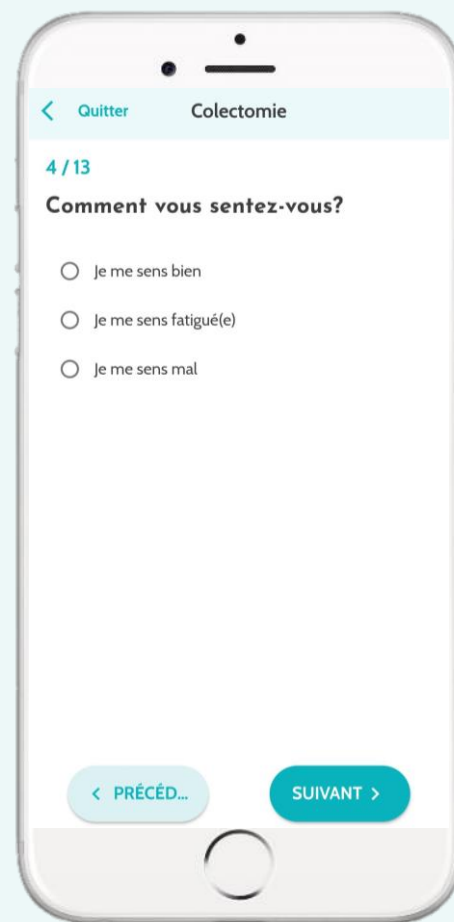 Quitter Colectomie
4 / 13
Comment vous sentez-vous?
Je me sens bien
Je me sens fatigué(e)
Je me sens mal
PRÉCÉD... SUIVANT